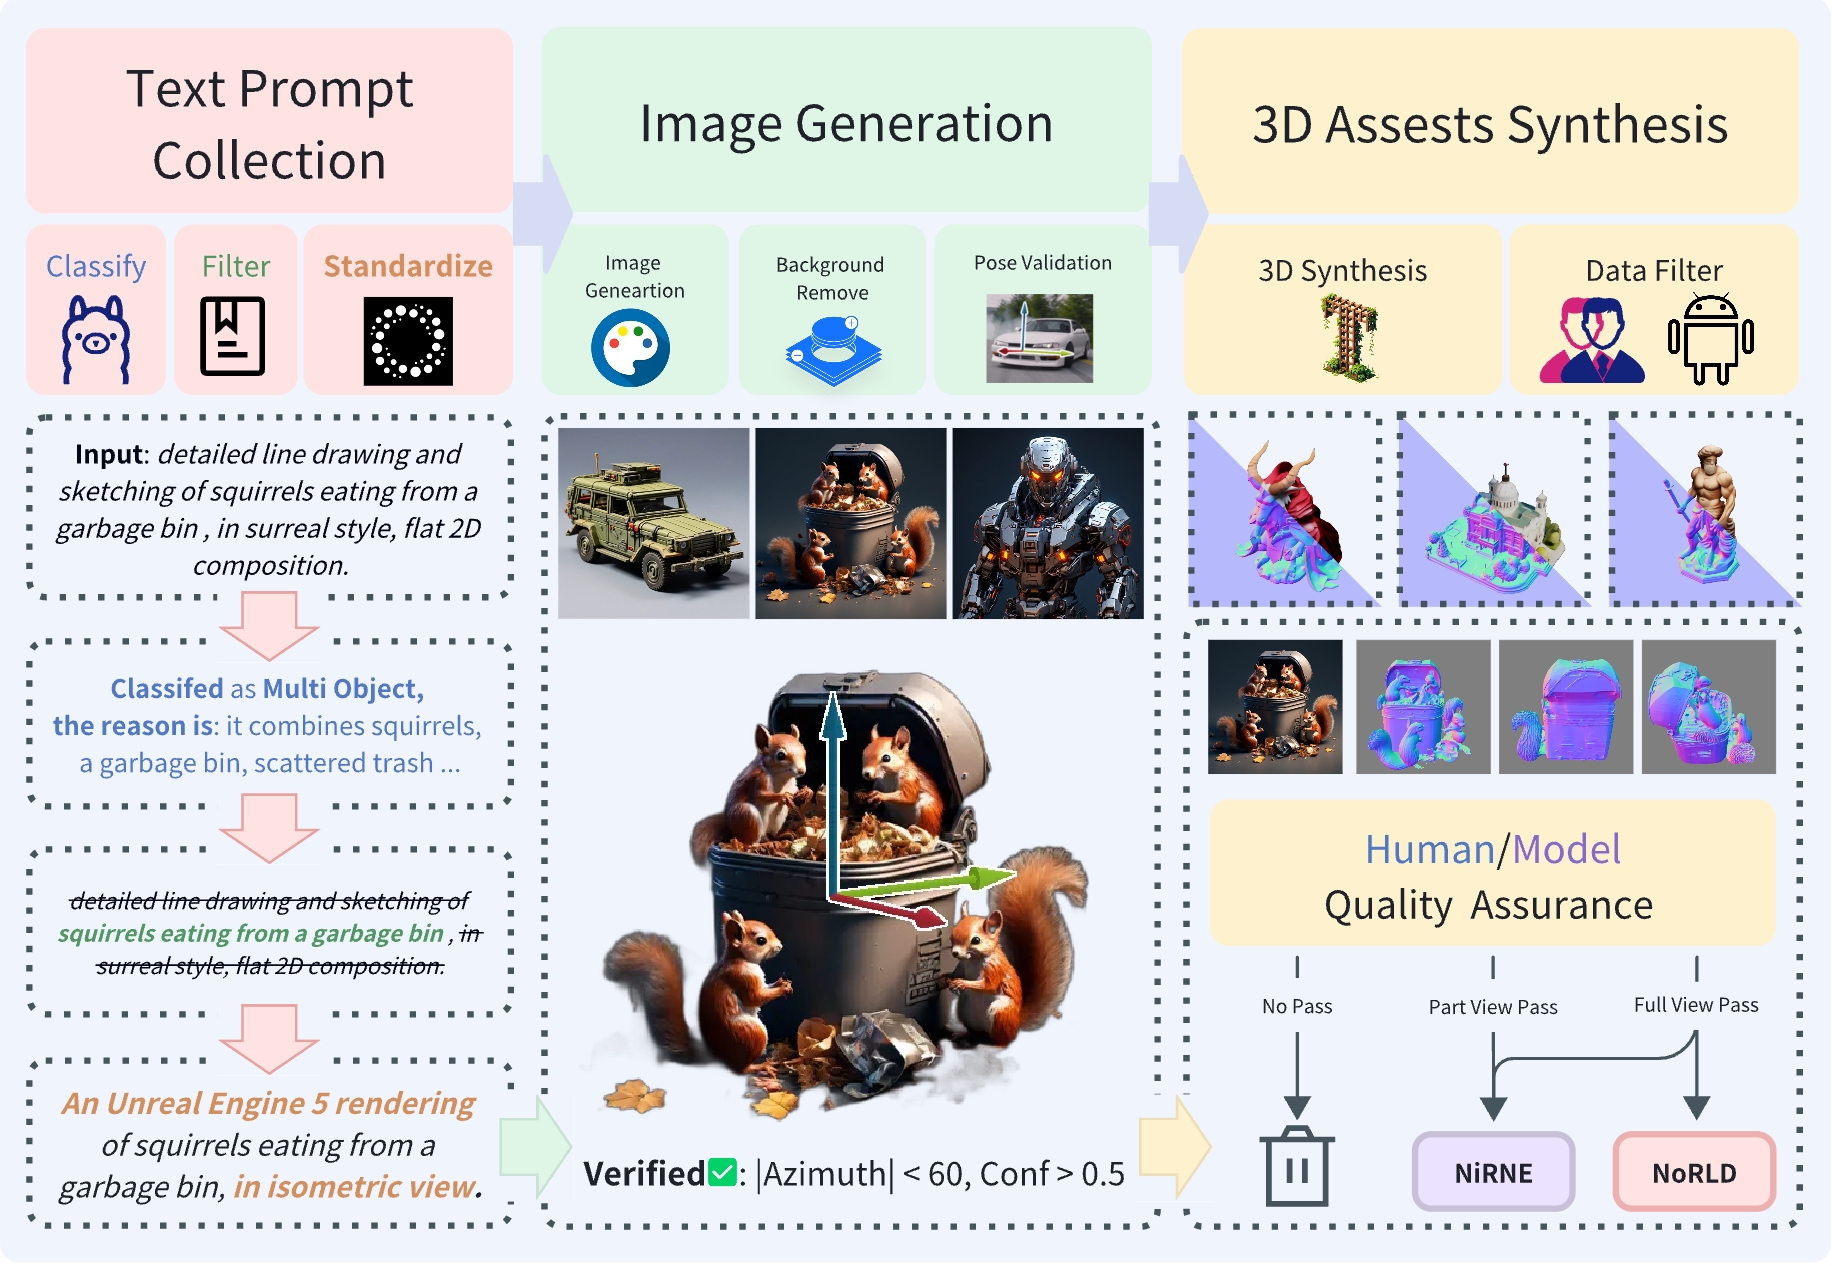 Text Prompt
Collection
Classify
Filter
Standardize
Input: detailed line drawing and
sketching of squirrels eating from a
garbage bin , in surreal style, flat 2D
composition.
Classifed as Multi Object,
the reason is: it combines squirrels,
a garbage bin, scattered trash ...
detailed line drawing and sketching of
squirrels eating from a garbage bin , in
surreal style, flat 2D composition.
An Unreal Engine 5 rendering
of squirrels eating from a
garbage bin, in isometric view.
Image Generation
Image
Geneartion
Background
Remove
Pose Validation
Verified✅: |Azimuth| < 60, Conf > 0.5
3D Assests Synthesis
3D Synthesis
Data Filter
Human/Model
Quality Assurance
No Pass
Part View Pass
Full View Pass
NiRNE
NoRLD